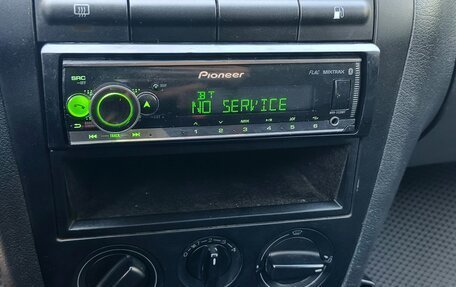 Pioneer
SRC
FLAC MIXTRAX
BT
NO SERVICE
1 2 3 4 5 6